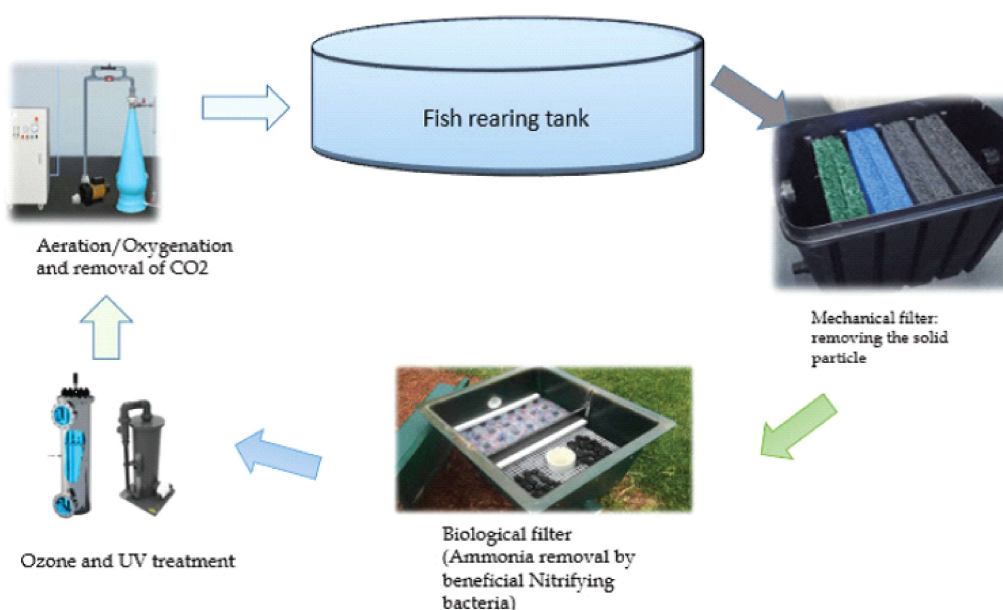 Fish rearing tank
Mechanical filter:
removing the solid
particle
Biological filter
(Ammonia removal by
beneficial Nitrifying
bacteria)
Ozone and UV treatment
Aeration/Oxygenation
and removal of CO2